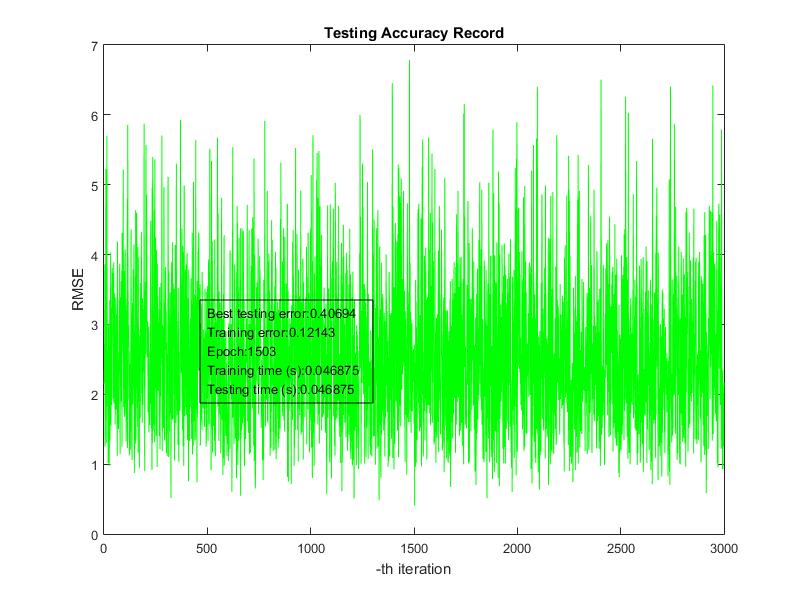 Testing Accuracy Record
7
6
5
4
3
2
1
0
RMSE
Best testing error:0.40694
Training error:0.12143
Epoch:1503
Training time (s):0.046875
Testing time (s):0.046875
0 500 1000 1500 2000 2500 3000
-th iteration